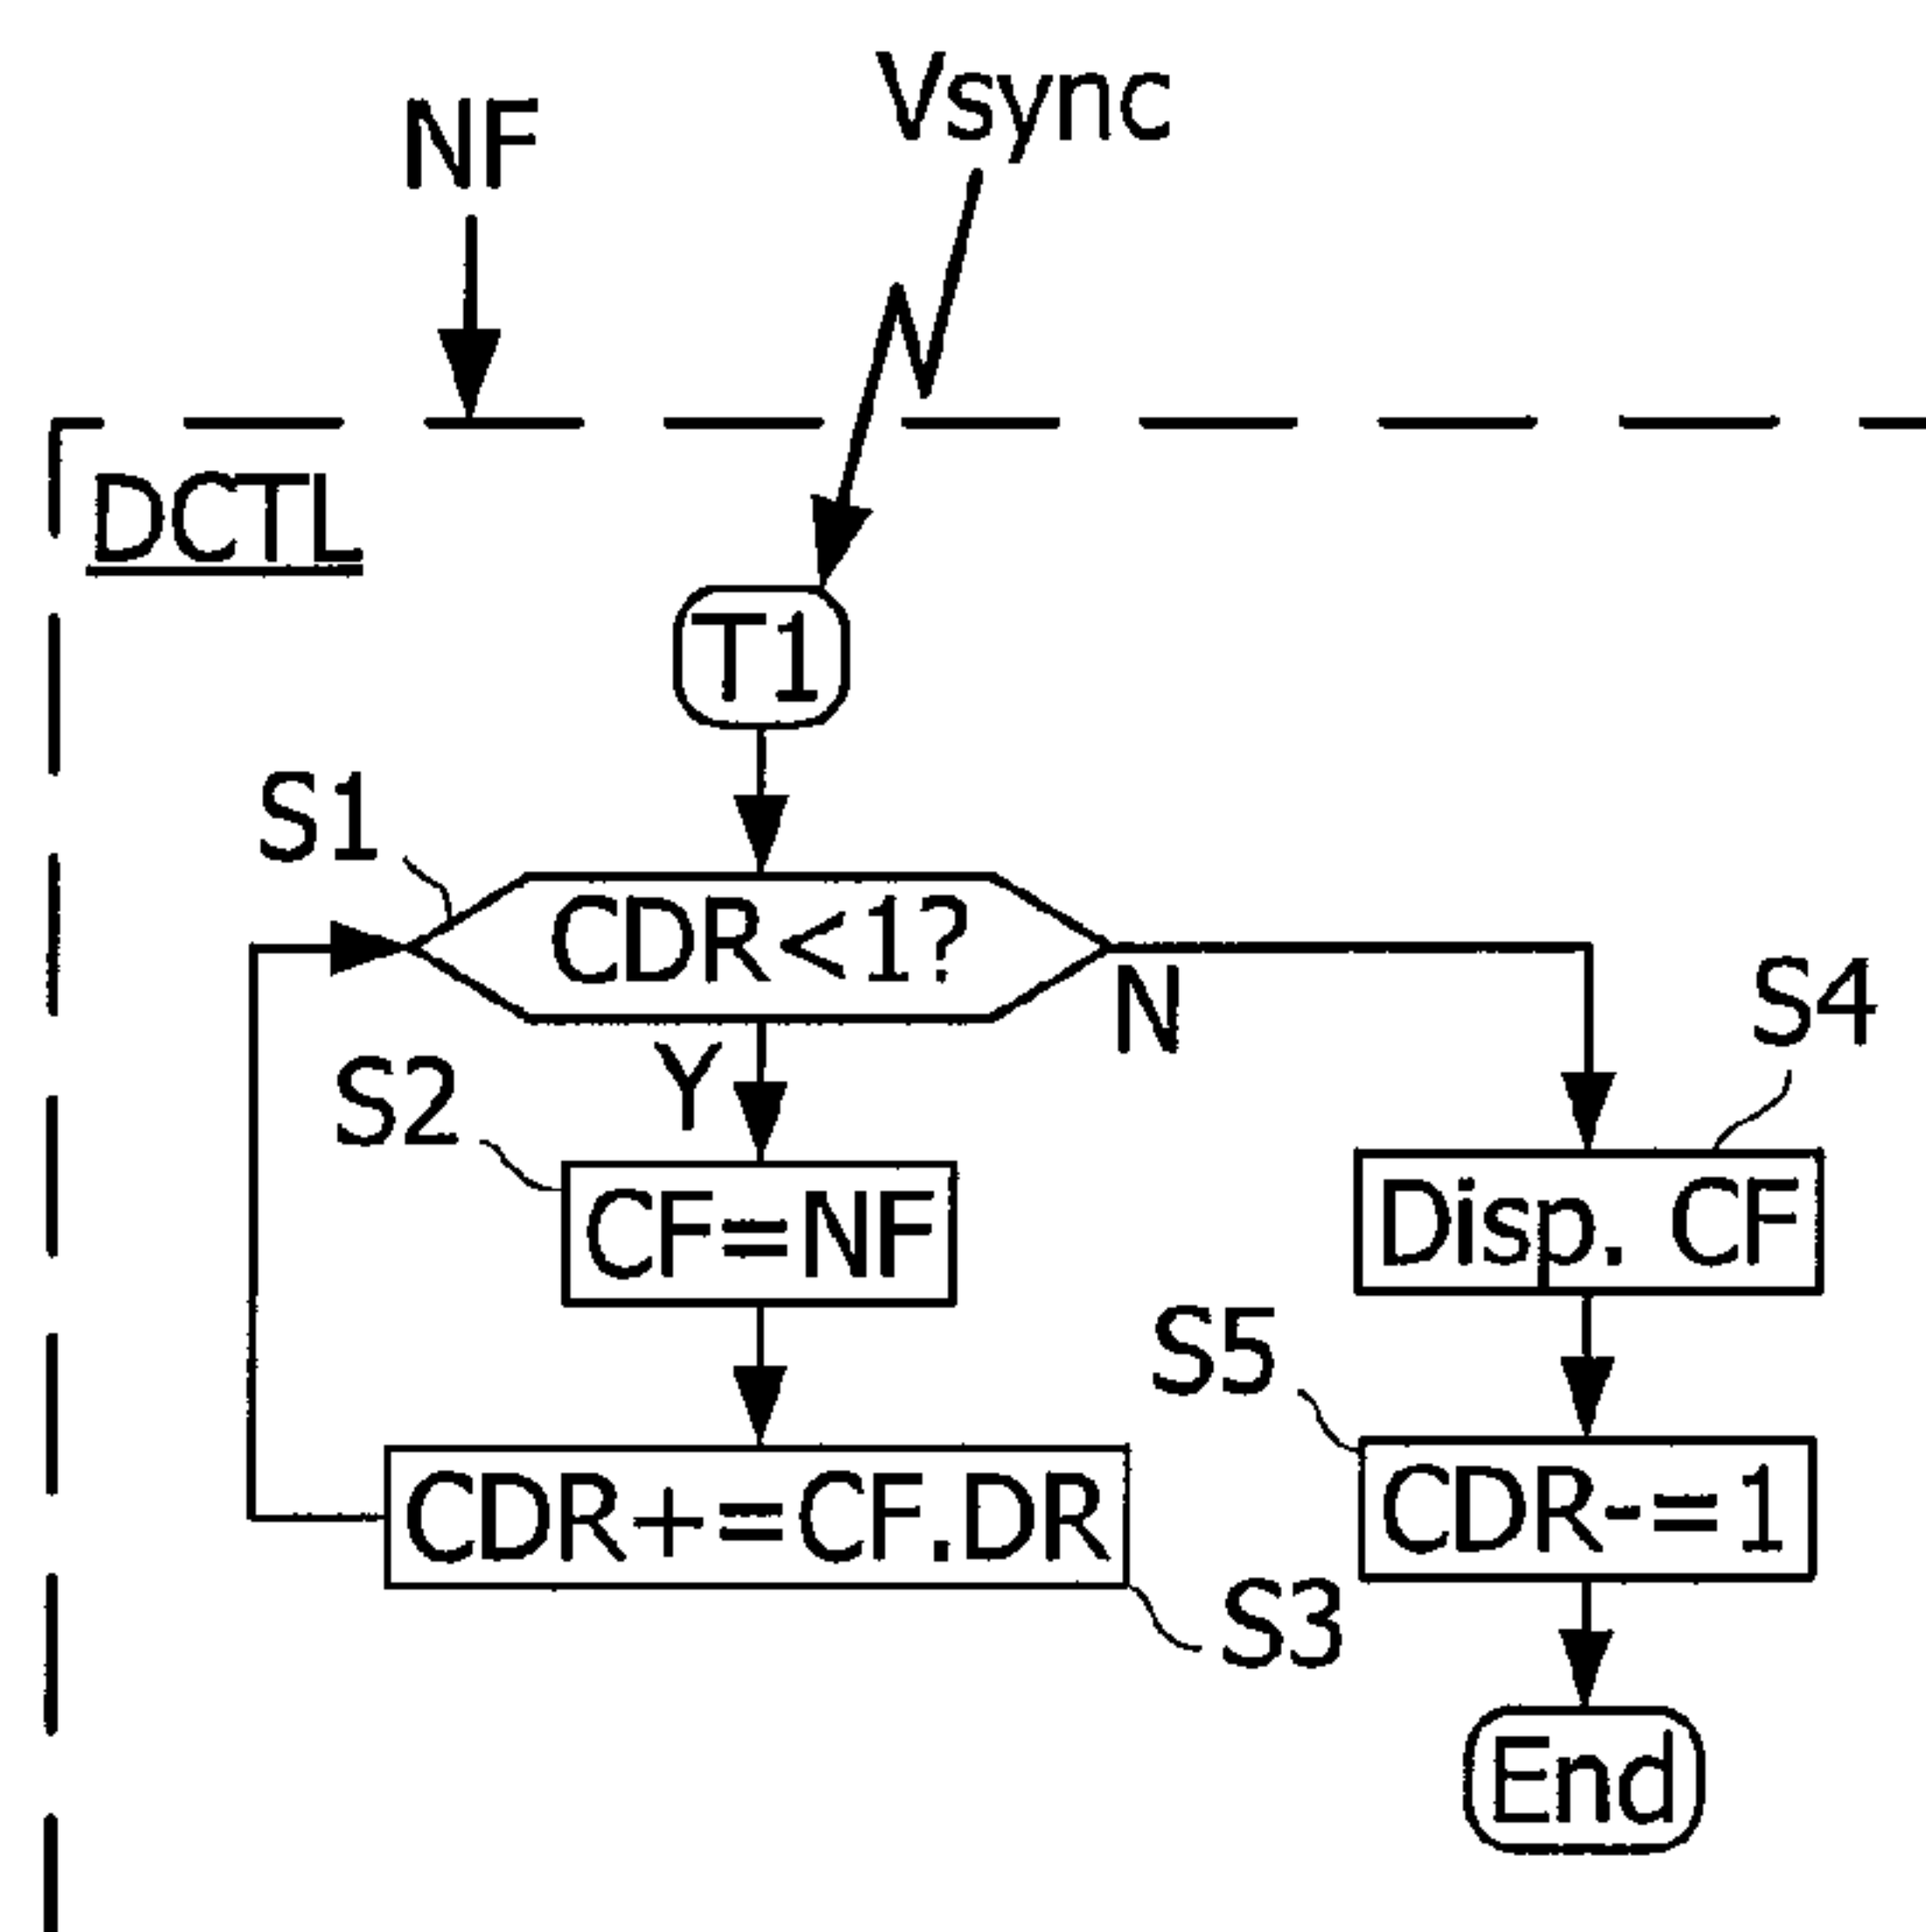 NF
Vsync
DCTL
T1
S1
CDR<1?
N
S4
S2
Y
CF=NF
Disp. CF
S5
CDR+=CF.DR
CDR-=1
S3
End